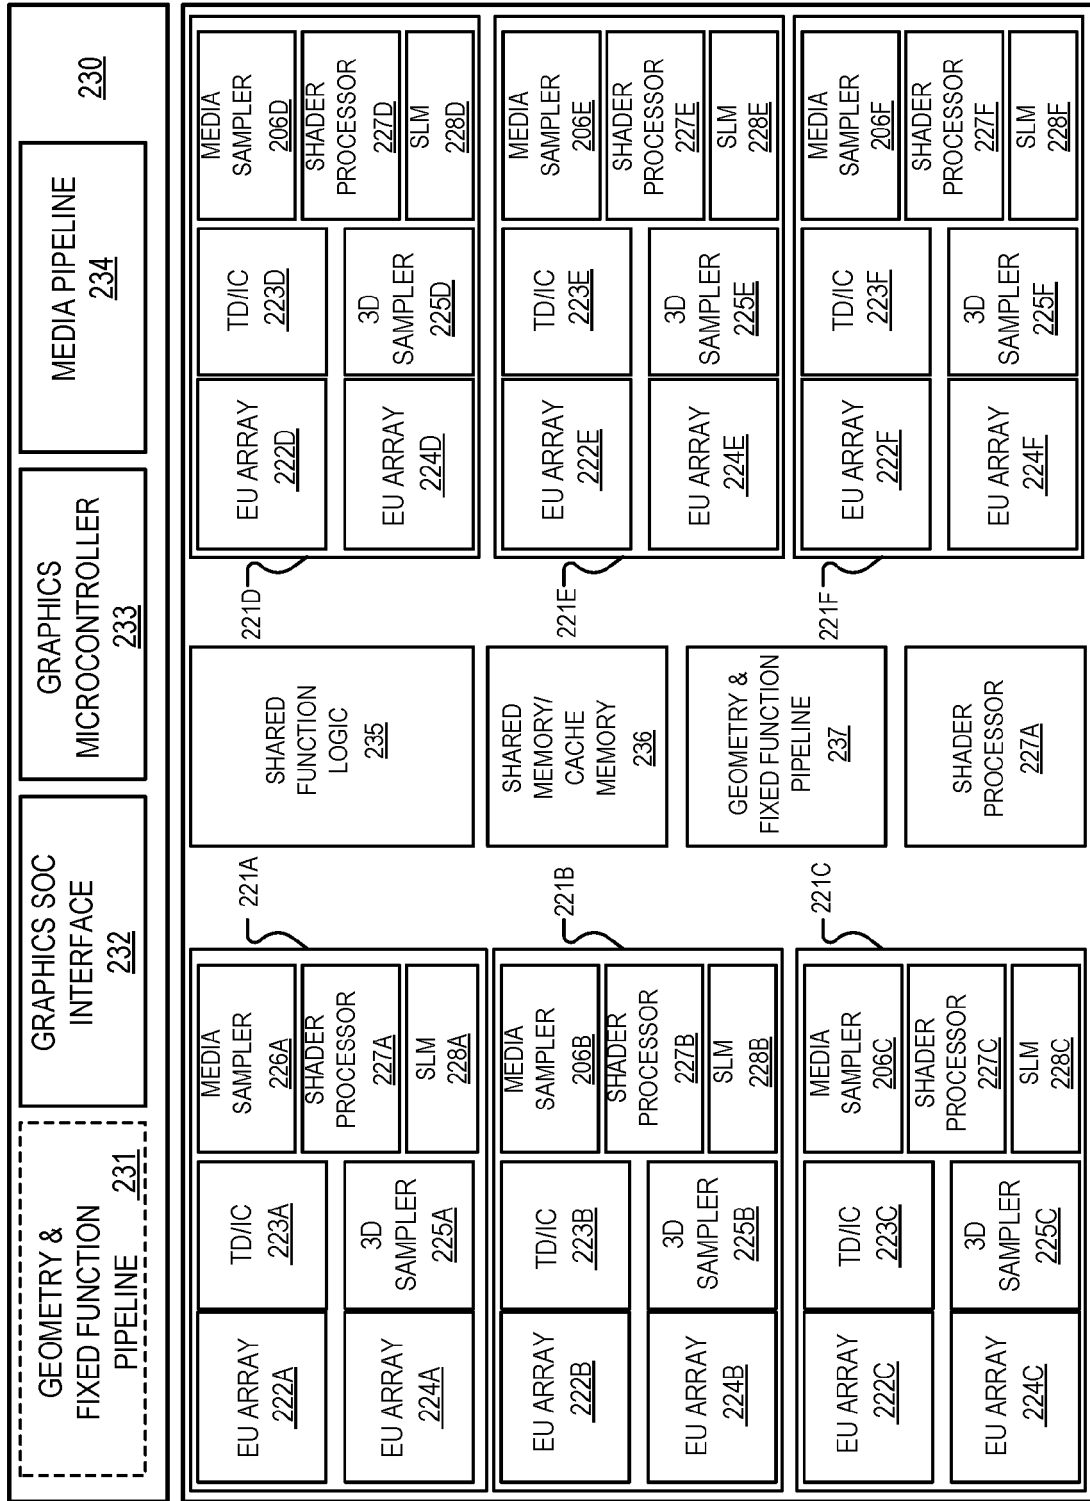 GEOMETRY &
FIXED FUNCTION
PIPELINE
231
GRAPHICS SOC
INTERFACE
232
GRAPHICS
MICROCONTROLLER
233
MEDIA PIPELINE
234
230
EU ARRAY
222A
TD/IC
223A
MEDIA
SAMPLER
226A
EU ARRAY
224A
3D
SAMPLER
225A
SHADER
PROCESSOR
227A
SLM
228A
221A
SHARED
FUNCTION
LOGIC
235
221D
EU ARRAY
222D
TD/IC
223D
MEDIA
SAMPLER
206D
EU ARRAY
224D
3D
SAMPLER
225D
SHADER
PROCESSOR
227D
SLM
228D
EU ARRAY
222B
TD/IC
223B
MEDIA
SAMPLER
206B
EU ARRAY
224B
3D
SAMPLER
225B
SHADER
PROCESSOR
227B
SLM
228B
221B
SHARED
MEMORY/
CACHE
MEMORY
236
221E
EU ARRAY
222E
TD/IC
223E
MEDIA
SAMPLER
206E
EU ARRAY
224E
3D
SAMPLER
225E
SHADER
PROCESSOR
227E
SLM
228E
GEOMETRY &
FIXED FUNCTION
PIPELINE
237
EU ARRAY
222C
TD/IC
223C
MEDIA
SAMPLER
206C
EU ARRAY
224C
3D
SAMPLER
225C
SHADER
PROCESSOR
227C
SLM
228C
221C
SHADER
PROCESSOR
227A
221F
EU ARRAY
222F
TD/IC
223F
MEDIA
SAMPLER
206F
EU ARRAY
224F
3D
SAMPLER
225F
SHADER
PROCESSOR
227F
SLM
228F